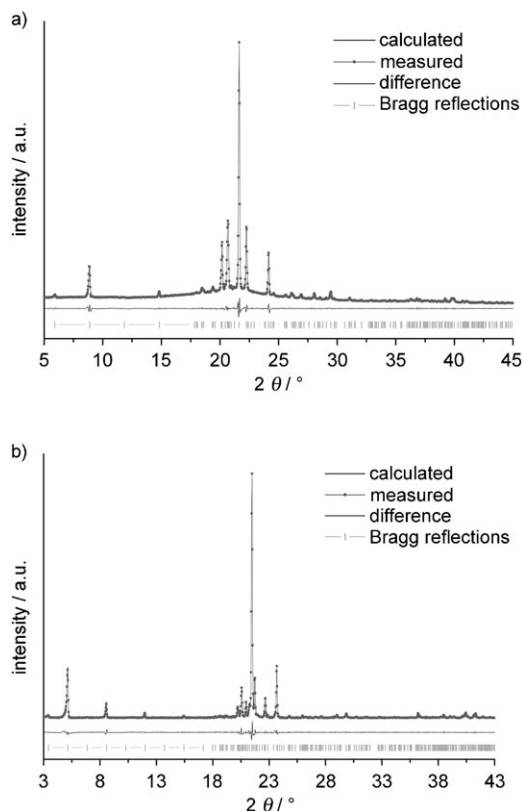 a)
calculated
measured
difference
Bragg reflections
intensity / a.u.
5 10 15 20 25 30 35 40 45
2 θ / °
b)
calculated
measured
difference
Bragg reflections
intensity / a.u.
3 8 13 18 23 28 33 38 43
2 θ / °